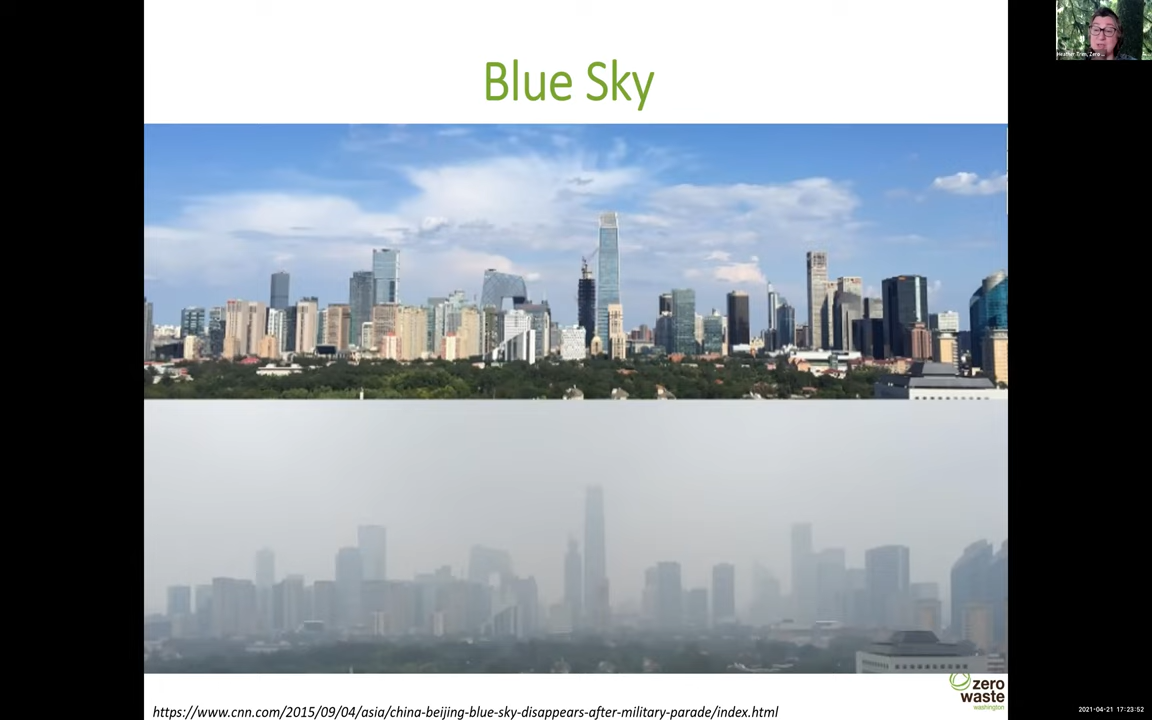 Blue Sky
zero
waste
washington
https://www.cnn.com/2015/09/04/asia/china-beijing-blue-sky-disappears-after-military-parade/index.html
2021-04-21 17:23:52